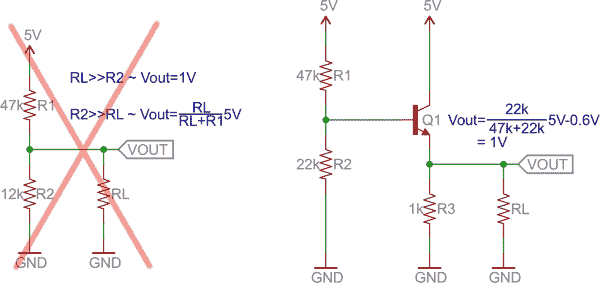 5V
RL>>R2 ~ Vout=1V
47k R1
R2>>RL ~ Vout= RL 5V
RL+R1
VOUT
12k R2
RL
GND
GND
5V
5V
47k R1
Q1
Vout= 22k 5V-0.6V
47k+22k
= 1V
22k R2
VOUT
1k R3
RL
GND
GND
GND